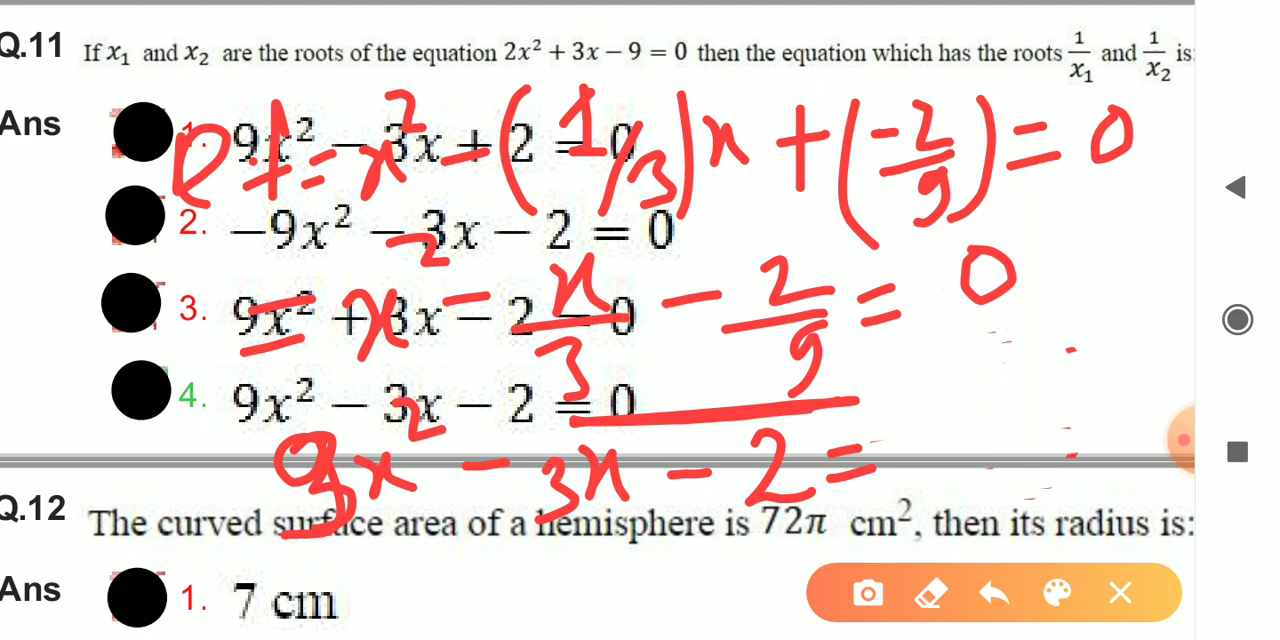 Q.11 If x₁ and x₂ are the roots of the equation 2x² + 3x − 9 = 0 then the equation which has the roots 1/x₁ and 1/x₂ is:
Ans 1. 9x² − 3x + 2 = 0
x² − (1/3)x + (−2/9) = 0
2. −9x² − 3x − 2 = 0
3. 9x² + 3x − 2 = 0
= x² − x/3 − 2/9 = 0
4. 9x² − 3x − 2 = 0
9x² − 3x − 2 =
Q.12 The curved surface area of a hemisphere is 72π cm², then its radius is:
Ans 1. 7 cm